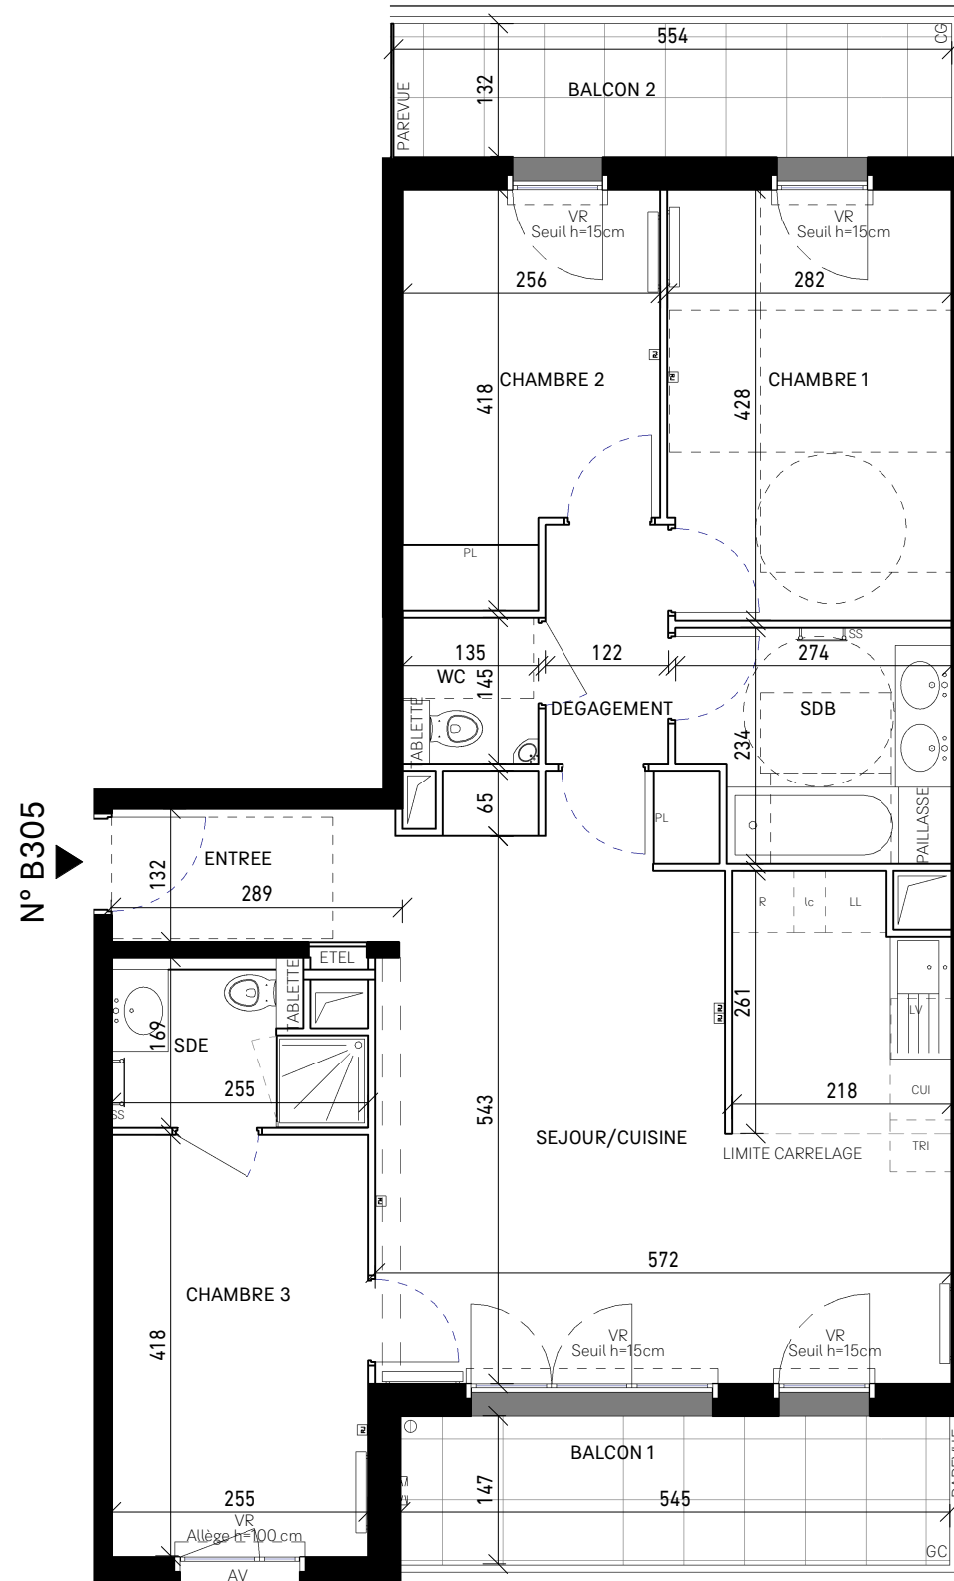 554
CG
132
BALCON 2
PAREVUE
VR
Seuil h=15cm
VR
Seuil h=15cm
256
282
CHAMBRE 2
CHAMBRE 1
418
428
PL
SS
135
122
274
WC
145
TABLETTE
DEGAGEMENT
SDB
234
65
PL
PAILLASSE
N° B305
ENTREE
132
289
R
lc
LL
ETEL
TABLETTE
261
LV
169
SDE
255
SS
218
CUI
543
SEJOUR/CUISINE
LIMITE CARRELAGE
TRI
572
CHAMBRE 3
418
VR
Seuil h=15cm
VR
Seuil h=15cm
BALCON 1
147
255
545
VR
Allège h=100 cm
GC
AV